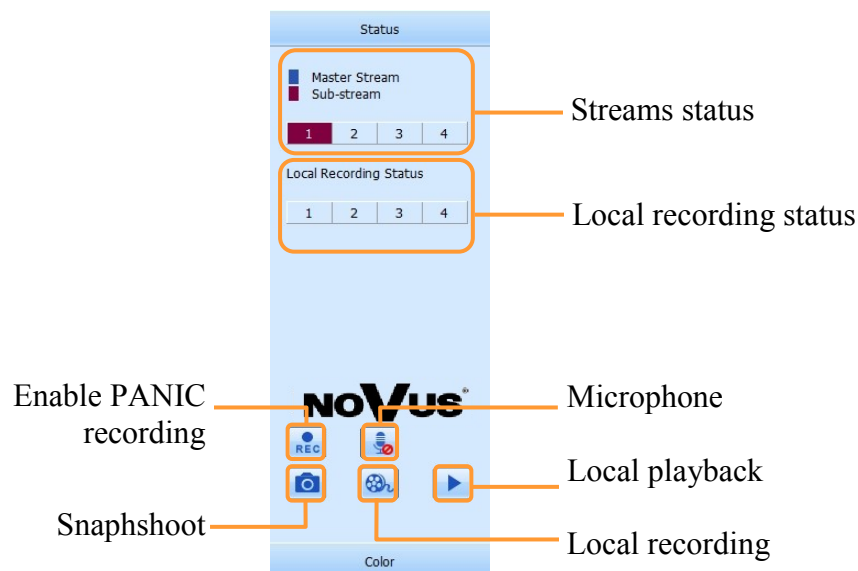 Status
Master Stream
Sub-stream
1 2 3 4
Streams status
Local Recording Status
1 2 3 4
Local recording status
NOVUS®
Enable PANIC
recording
REC
Microphone
Local playback
Snaphshoot
Local recording
Color